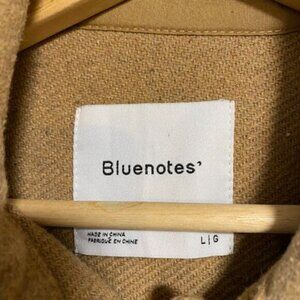 Bluenotes’
MADE IN CHINA
FABRIQUÉ EN CHINE
L|G